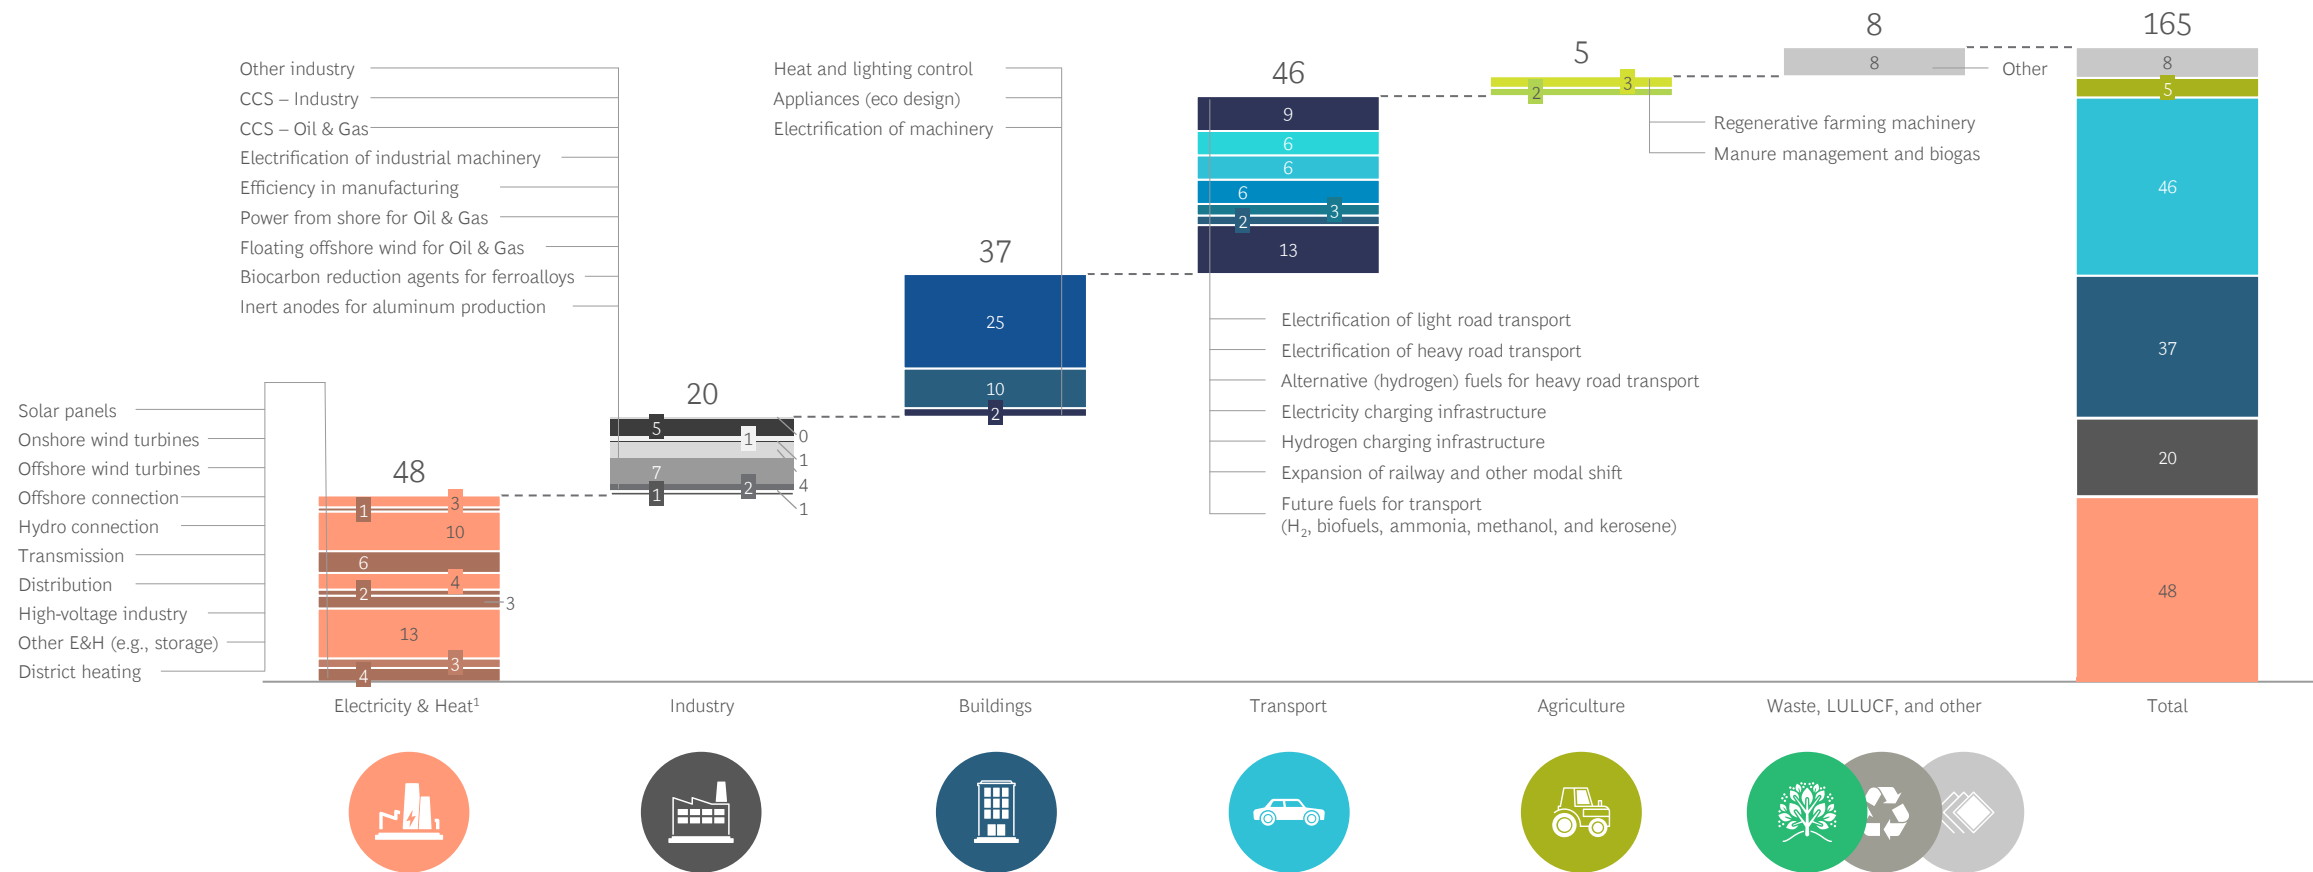 8
165
5
8
8
Other
46
3
2
Regenerative farming machinery
Manure management and biogas
Other industry
CCS – Industry
CCS – Oil & Gas
Electrification of industrial machinery
Efficiency in manufacturing
Power from shore for Oil & Gas
Floating offshore wind for Oil & Gas
Biocarbon reduction agents for ferroalloys
Inert anodes for aluminum production
Heat and lighting control
Appliances (eco design)
Electrification of machinery
9
6
6
6
3
2
13
37
25
10
2
Electrification of light road transport
Electrification of heavy road transport
Alternative (hydrogen) fuels for heavy road transport
Electricity charging infrastructure
Hydrogen charging infrastructure
Expansion of railway and other modal shift
Future fuels for transport
(H₂, biofuels, ammonia, methanol, and kerosene)
20
5
1
0
1
7
4
2
1
1
Solar panels
Onshore wind turbines
Offshore wind turbines
Offshore connection
Hydro connection
Transmission
Distribution
High-voltage industry
Other E&H (e.g., storage)
District heating
48
3
1
10
6
4
2
3
13
3
4
8
5
46
37
20
48
Electricity & Heat¹
Industry
Buildings
Transport
Agriculture
Waste, LULUCF, and other
Total